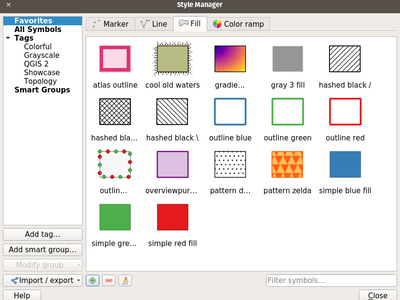 Style Manager
Favorites
All Symbols
Tags
Colorful
Grayscale
QGIS 2
Showcase
Topology
Smart Groups
Add tag...
Add smart group...
Modify group
Import / export
Help
Marker
Line
Fill
Color ramp
atlas outline
cool old waters
gradie...
gray 3 fill
hashed black /
hashed bla...
hashed black \
outline blue
outline green
outline red
outlin...
overviewpur...
pattern d...
pattern zelda
simple blue fill
simple gre...
simple red fill
Filter symbols...
Close